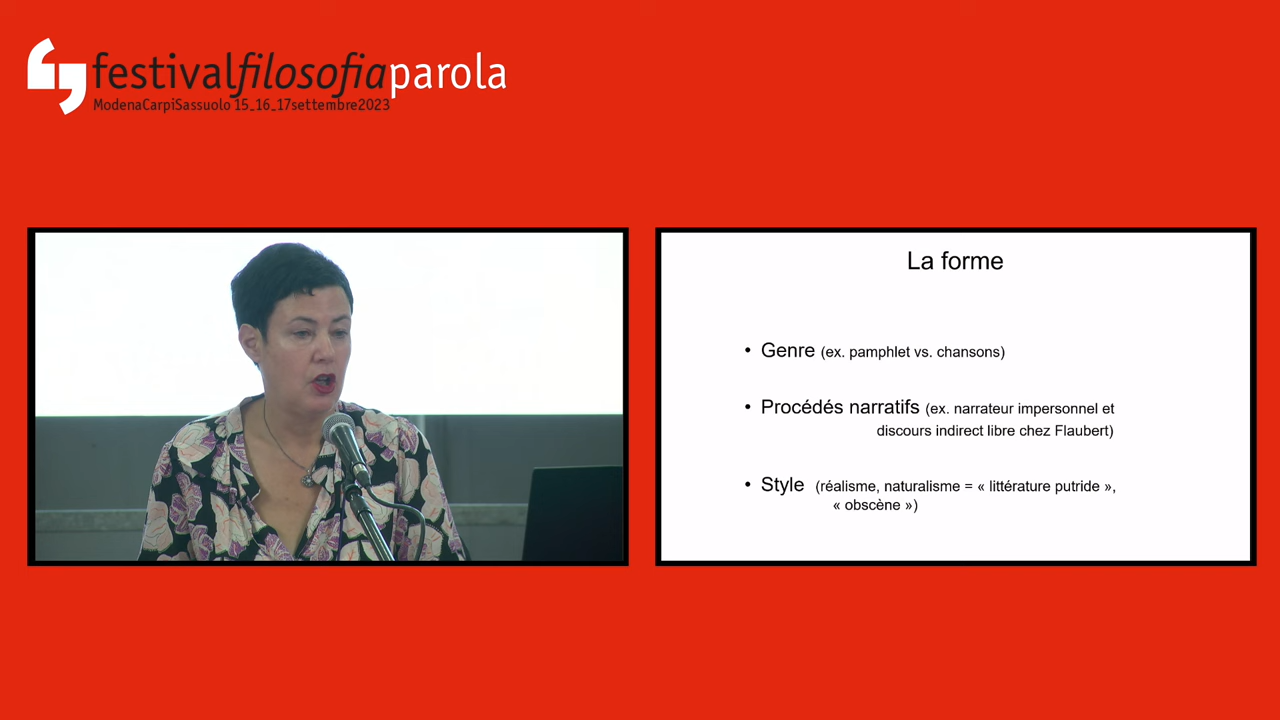 festivalfilosofiaparola
ModenaCarpiSassuolo 15_16_17settembre2023
La forme
• Genre (ex. pamphlet vs. chansons)
• Procédés narratifs (ex. narrateur impersonnel et
discours indirect libre chez Flaubert)
• Style (réalisme, naturalisme = « littérature putride »,
« obscène »)